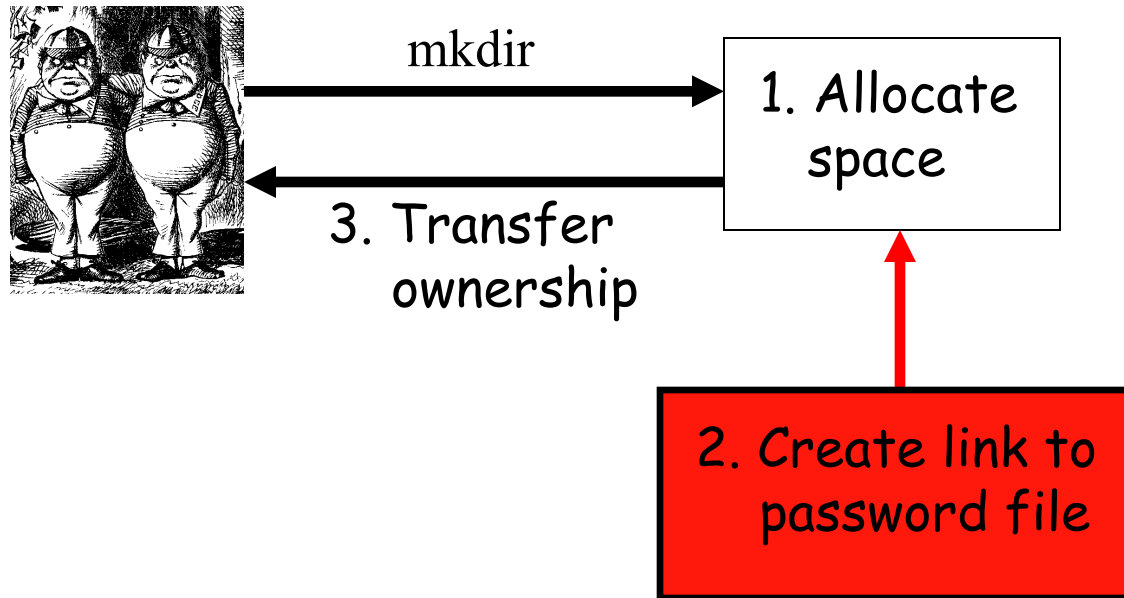 mkdir
1. Allocate
space
3. Transfer
ownership
2. Create link to
password file